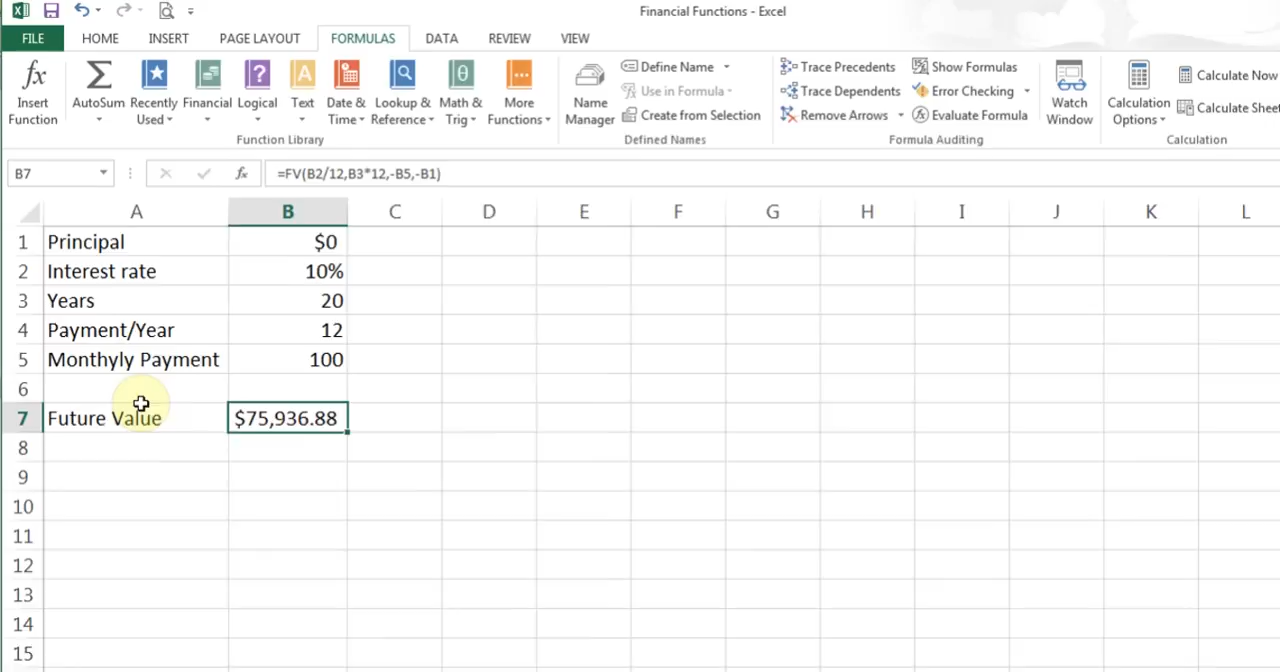 Financial Functions - Excel
FILE HOME INSERT PAGE LAYOUT FORMULAS DATA REVIEW VIEW
fx Insert Function
Σ AutoSum
Recently Used
Financial
? Logical
A Text
Date & Time
Lookup & Reference
θ Math & Trig
More Functions
Function Library
Name Manager
Define Name
Use in Formula
Create from Selection
Defined Names
Trace Precedents
Trace Dependents
Remove Arrows
Show Formulas
Error Checking
Evaluate Formula
Formula Auditing
Watch Window
Calculation Options
Calculate Now
Calculate Sheet
Calculation
B7 fx =FV(B2/12,B3*12,-B5,-B1)
A B C D E F G H I J K L
1 Principal $0
2 Interest rate 10%
3 Years 20
4 Payment/Year 12
5 Monthyly Payment 100
6
7 Future Value $75,936.88
8
9
10
11
12
13
14
15